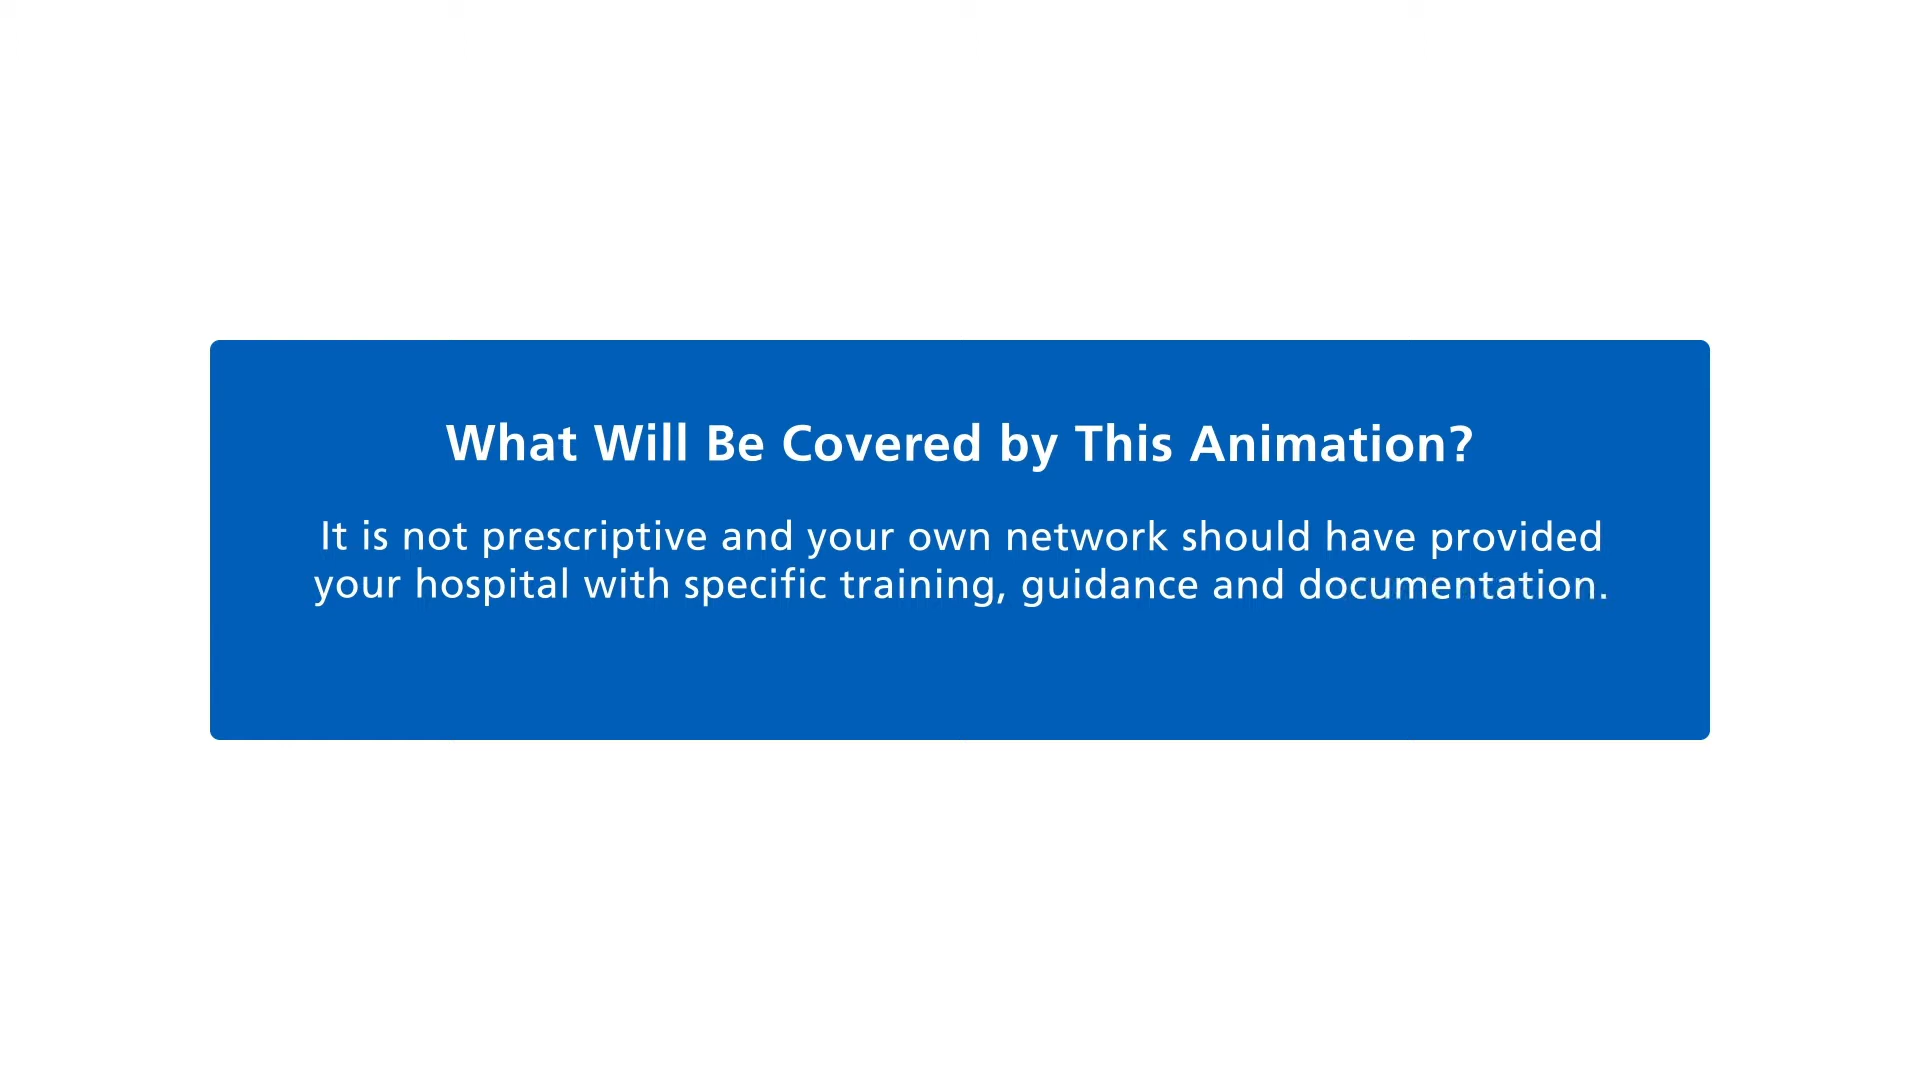 What Will Be Covered by This Animation?
It is not prescriptive and your own network should have provided
your hospital with specific training, guidance and documentation.